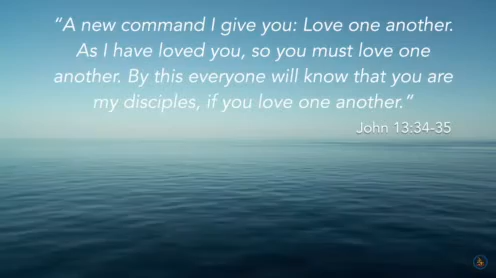 “A new command I give you: Love one another.
As I have loved you, so you must love one
another. By this everyone will know that you are
my disciples, if you love one another.”
John 13:34-35